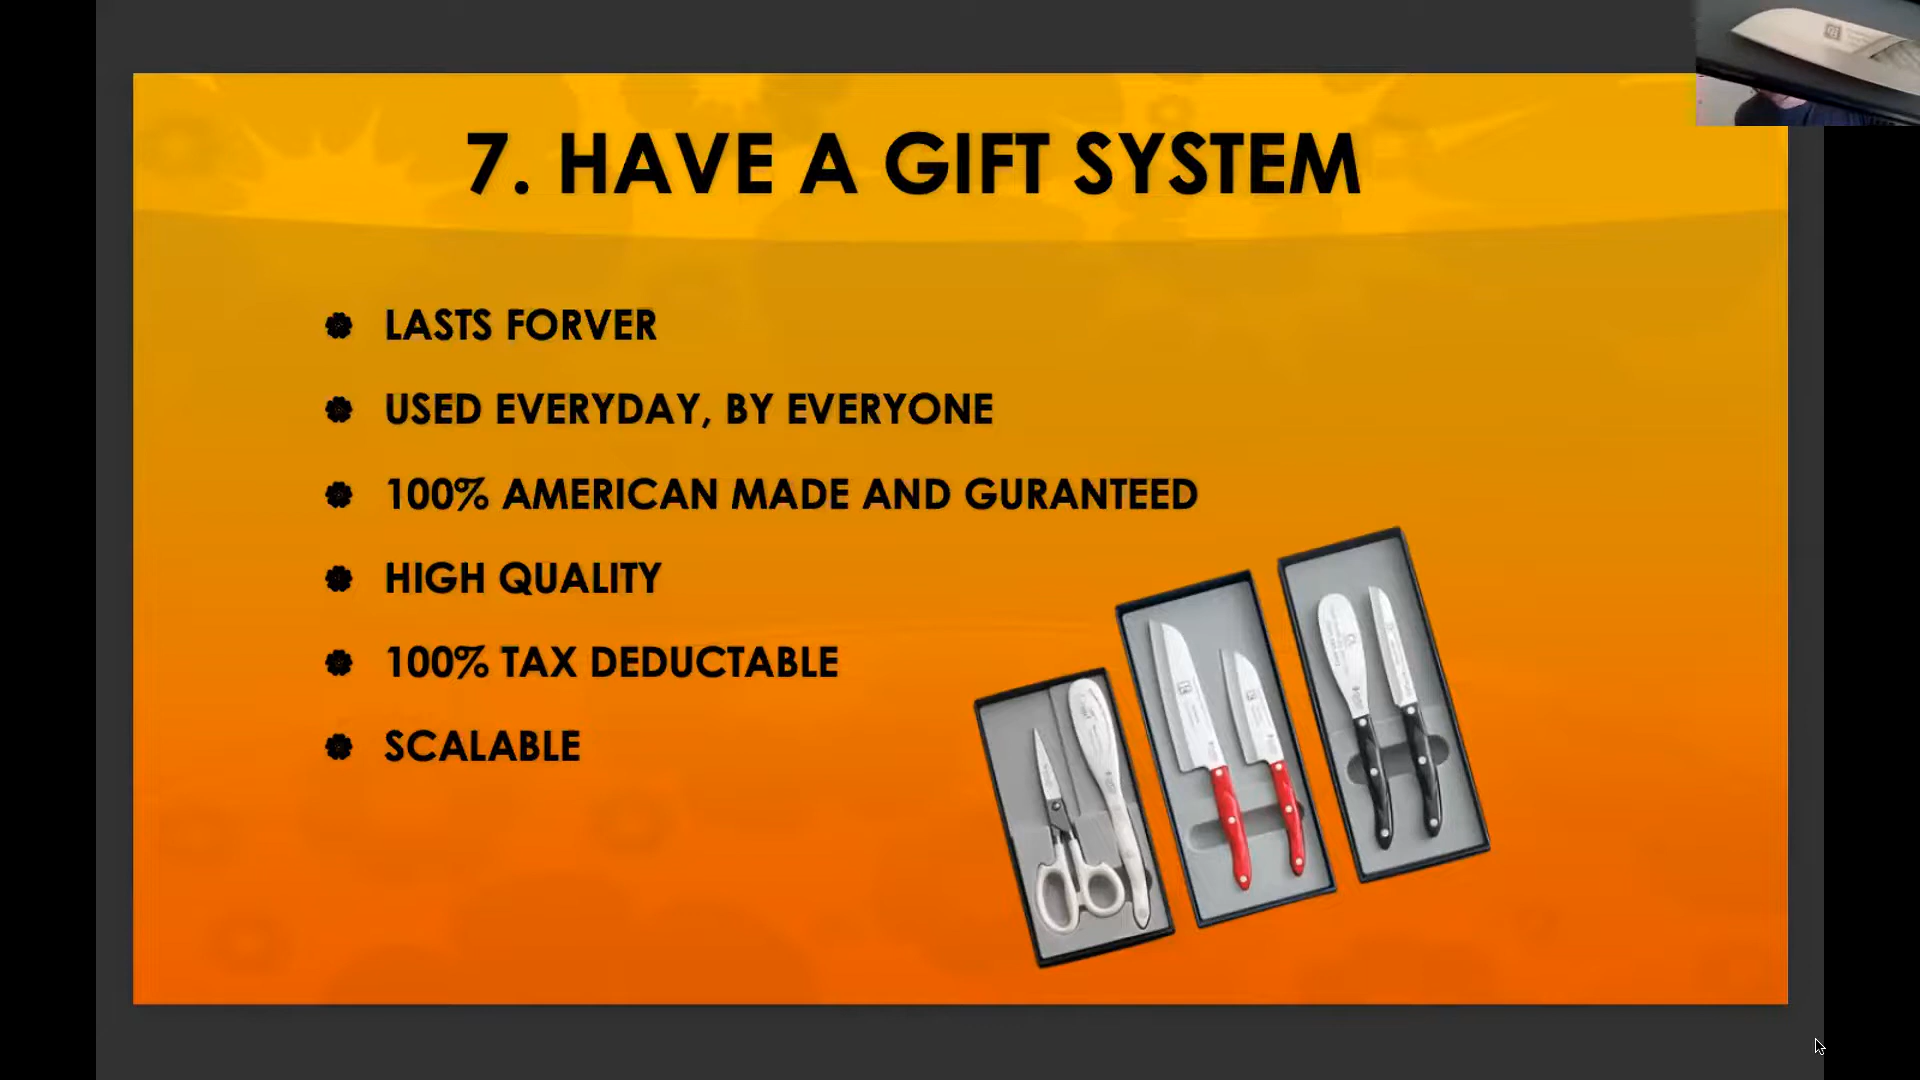 7. HAVE A GIFT SYSTEM
LASTS FORVER
USED EVERYDAY, BY EVERYONE
100% AMERICAN MADE AND GURANTEED
HIGH QUALITY
100% TAX DEDUCTABLE
SCALABLE